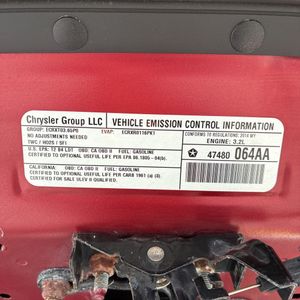 Chrysler Group LLC
VEHICLE EMISSION CONTROL INFORMATION
GROUP: ECRXT03.65P0
EVAP: ECRXR0116PK1
NO ADJUSTMENTS NEEDED
TWC / HO2S / SFI
CONFORMS TO REGULATIONS: 2014 MY
ENGINE: 3.2L
U.S. EPA: T2 B4 LDT OBD: CA OBD II FUEL: GASOLINE
CERTIFIED TO OPTIONAL USEFUL LIFE PER EPA 86.1805-04(b).
47480 064AA
CALIFORNIA: OBD: CA OBD II FUEL: GASOLINE
CERTIFIED TO OPTIONAL USEFUL LIFE PER CARB 1961 (a) (8).
CERTIFIED FOR SALE ULEV II QUALIFIED.